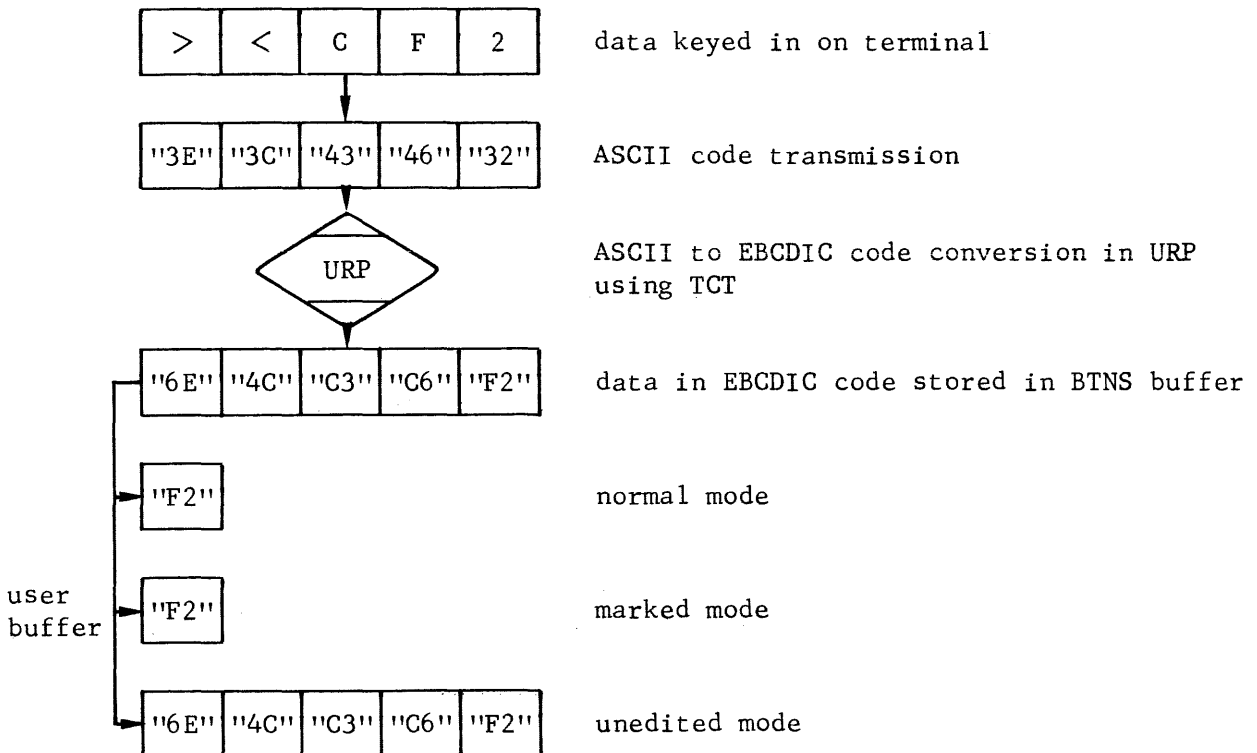 > < C F 2 data keyed in on terminal
"3E" "3C" "43" "46" "32" ASCII code transmission
URP
ASCII to EBCDIC code conversion in URP
using TCT
"6E" "4C" "C3" "C6" "F2" data in EBCDIC code stored in BTNS buffer
"F2" normal mode
user
buffer
"F2" marked mode
"6E" "4C" "C3" "C6" "F2" unedited mode